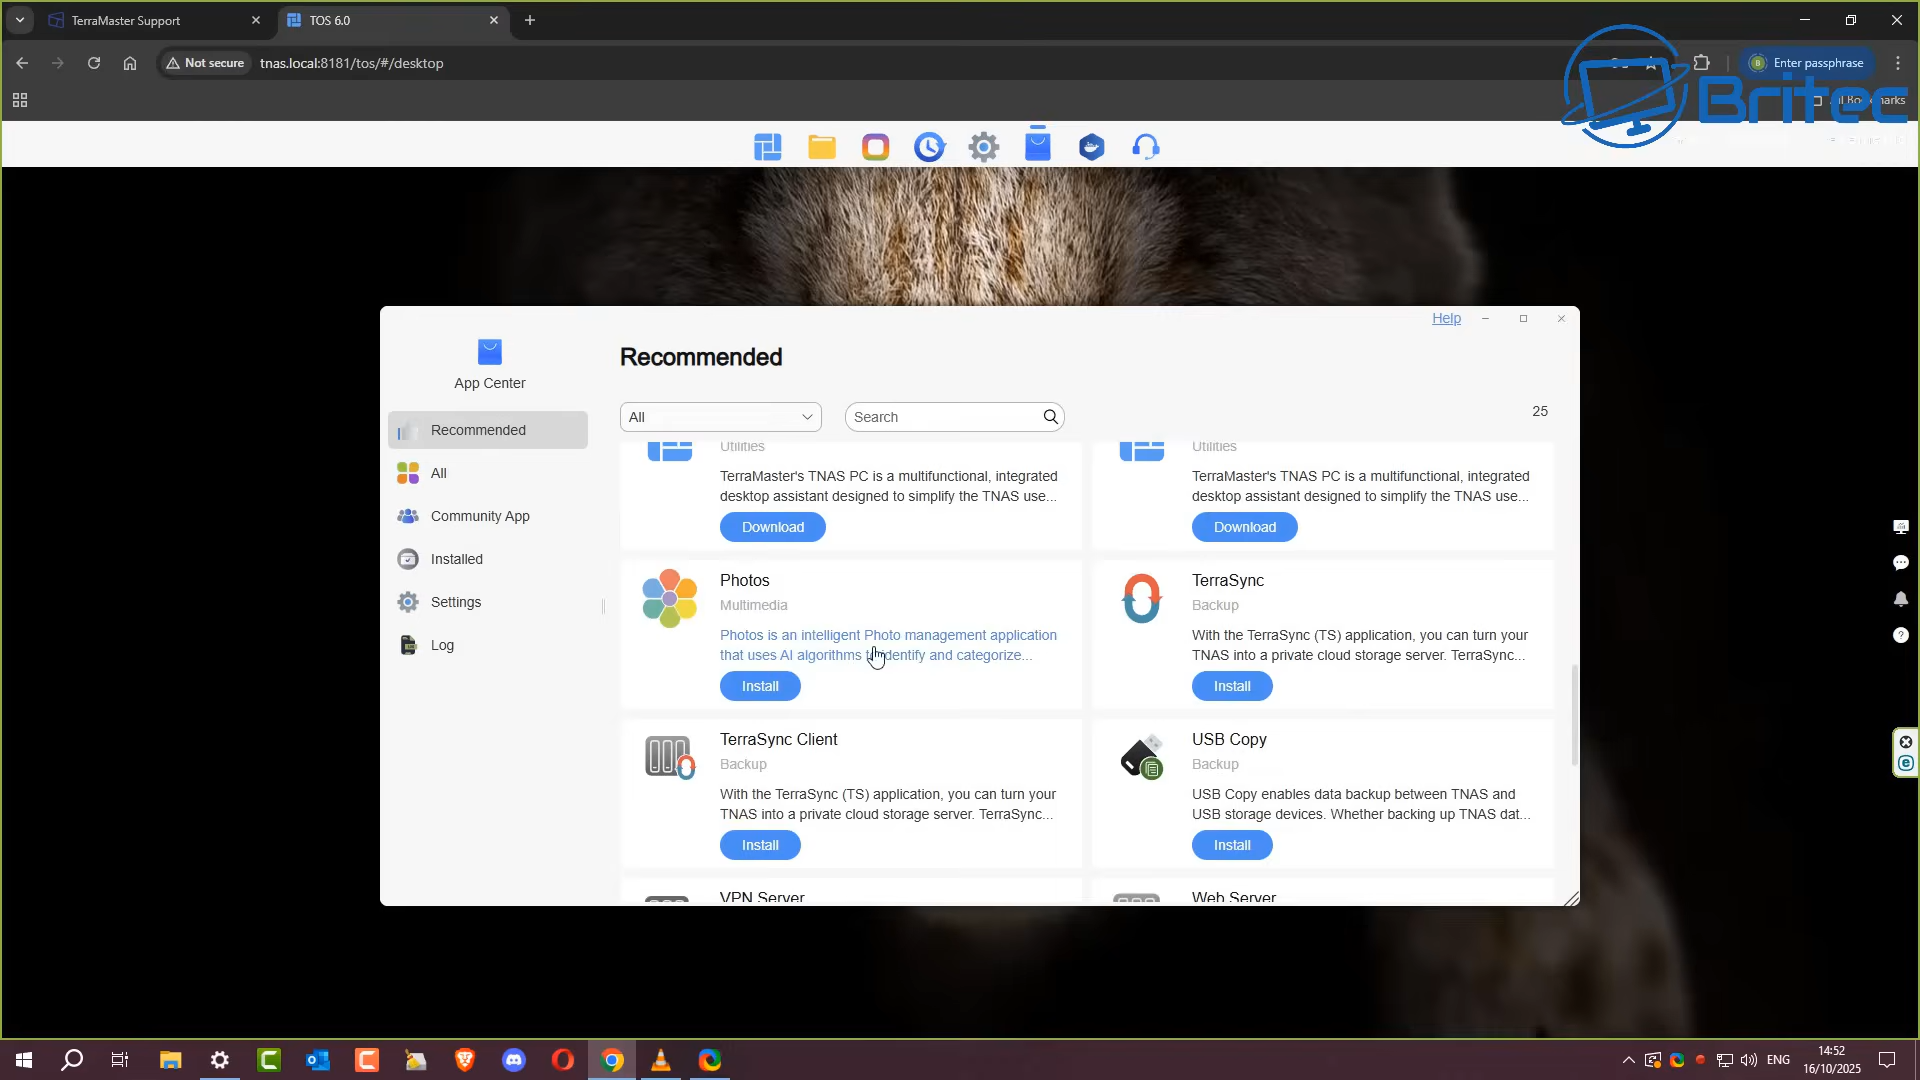 TerraMaster Support
TOS 6.0
Not secure
tnas.local:8181/tos/#/desktop
Enter passphrase
Britec
Help
App Center
Recommended
All
Community App
Installed
Settings
Log
Recommended
All
Search
25
Utilities
TerraMaster's TNAS PC is a multifunctional, integrated
desktop assistant designed to simplify the TNAS use...
Download
Utilities
TerraMaster's TNAS PC is a multifunctional, integrated
desktop assistant designed to simplify the TNAS use...
Download
Photos
Multimedia
Photos is an intelligent Photo management application
that uses AI algorithms to identify and categorize...
Install
TerraSync
Backup
With the TerraSync (TS) application, you can turn your
TNAS into a private cloud storage server. TerraSync...
Install
TerraSync Client
Backup
With the TerraSync (TS) application, you can turn your
TNAS into a private cloud storage server. TerraSync...
Install
USB Copy
Backup
USB Copy enables data backup between TNAS and
USB storage devices. Whether backing up TNAS dat...
Install
VPN Server
Web Server
ENG
14:52
16/10/2025